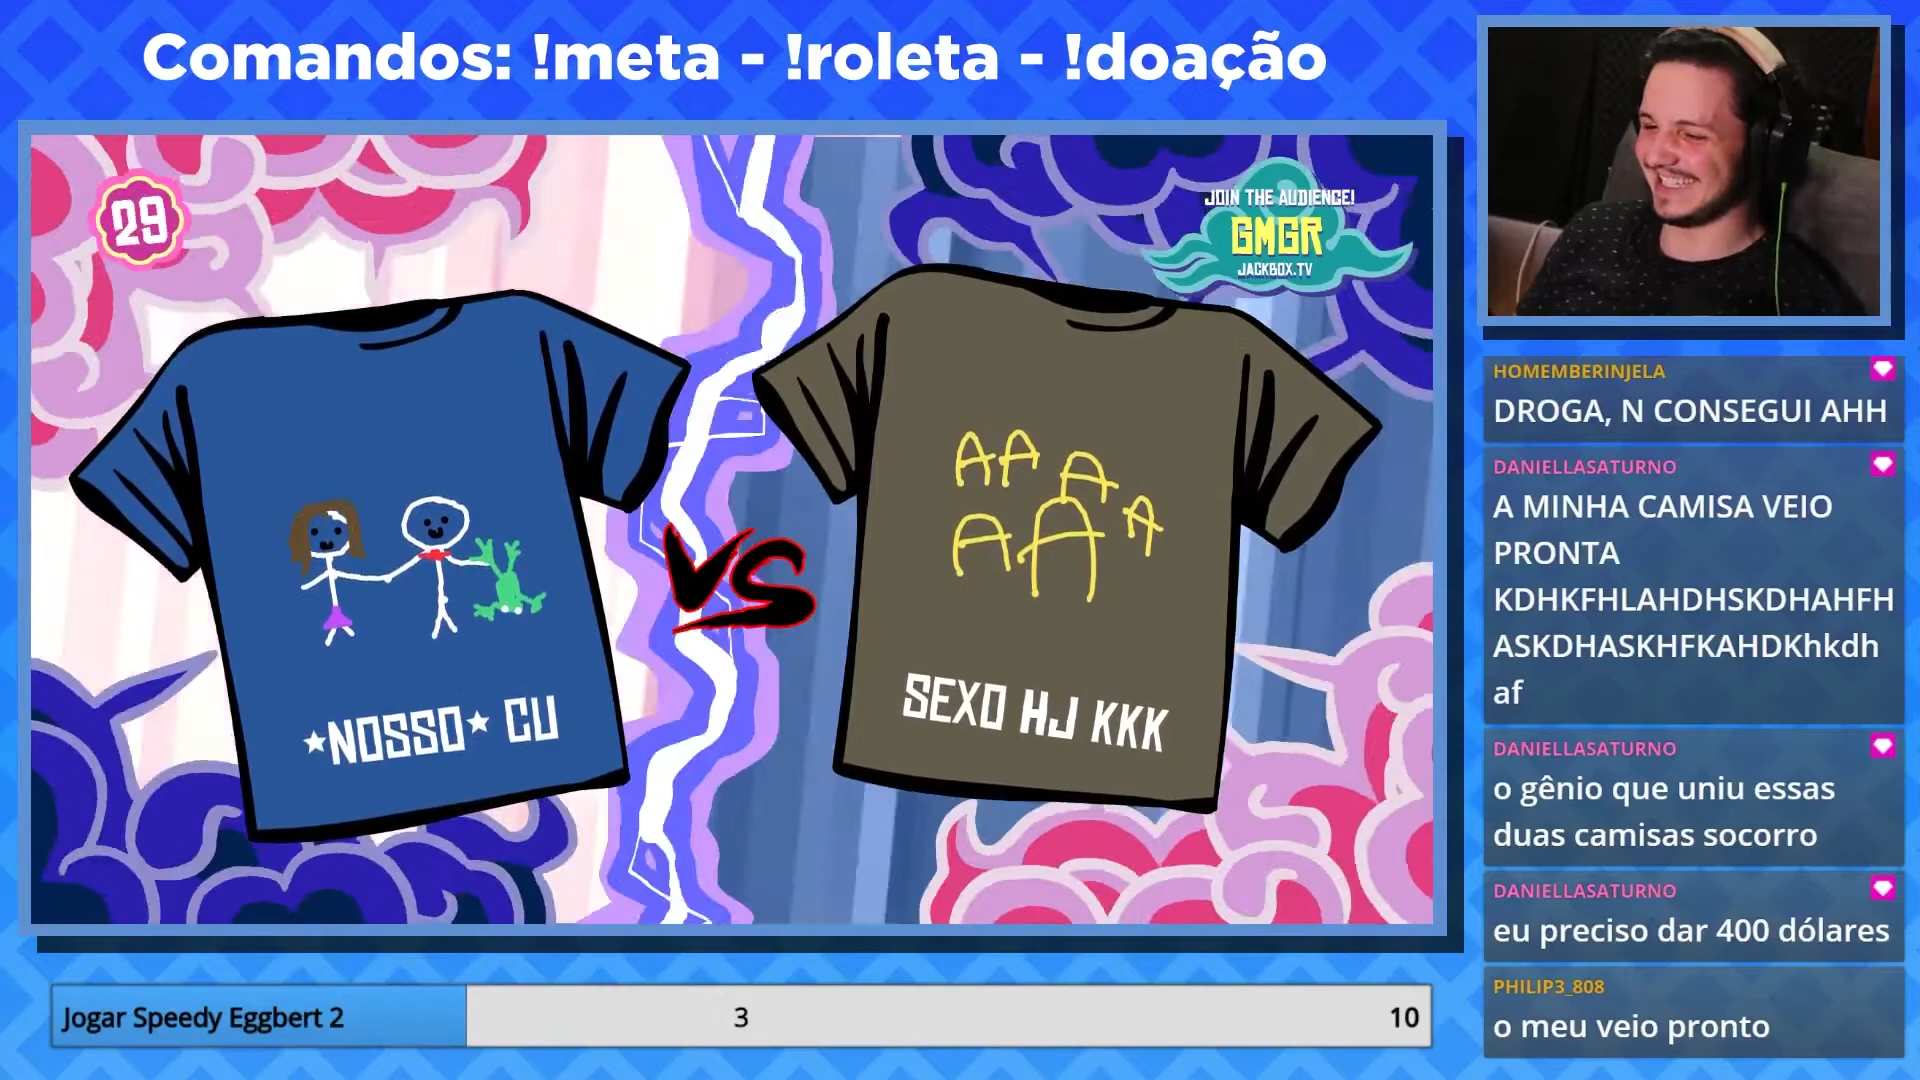 Comandos: !meta - !roleta - !doação
29
JOIN THE AUDIENCE!
GMGR
JACKBOX.TV
AA A
AAA
★NOSSO★ CU
VS
SEXO HJ KKK
Jogar Speedy Eggbert 2
3
10
HOMEMBERINJELA
DROGA, N CONSEGUI AHH
DANIELLASATURNO
A MINHA CAMISA VEIO
PRONTA
KDHKFHLAHDHSKDHAHFH
ASKDHASKHFKAHDKhkdh
af
DANIELLASATURNO
o gênio que uniu essas
duas camisas socorro
DANIELLASATURNO
eu preciso dar 400 dólares
PHILIP3_808
o meu veio pronto